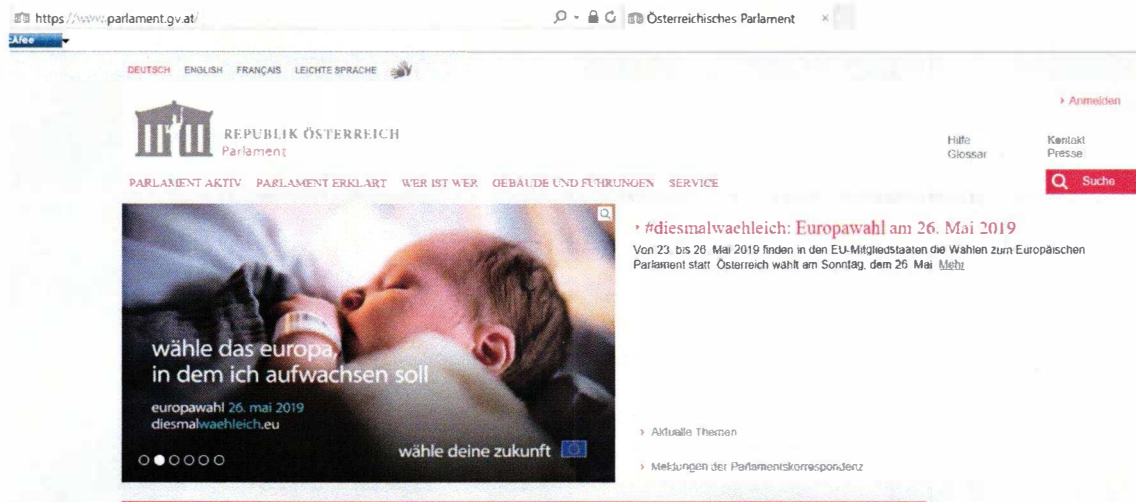 https://www.parlament.gv.at/
Österreichisches Parlament
cAfee
DEUTSCH ENGLISH FRANÇAIS LEICHTE SPRACHE
Anmelden
REPUBLIK ÖSTERREICH
Parlament
Hilfe
Glossar
Kontakt
Presse
PARLAMENT AKTIV PARLAMENT ERKLÄRT WER IST WER GEBÄUDE UND FÜHRUNGEN SERVICE
Suche
#diesmalwaehleich: Europawahl am 26. Mai 2019
Von 23. bis 26. Mai 2019 finden in den EU-Mitgliedstaaten die Wahlen zum Europäischen
Parlament statt. Österreich wählt am Sonntag, dem 26. Mai. Mehr
wähle das europa,
in dem ich aufwachsen soll
europawahl 26. mai 2019
diesmalwaehleich.eu
wähle deine zukunft
Aktuelle Themen
Meldungen der Parlamentskorrespondenz